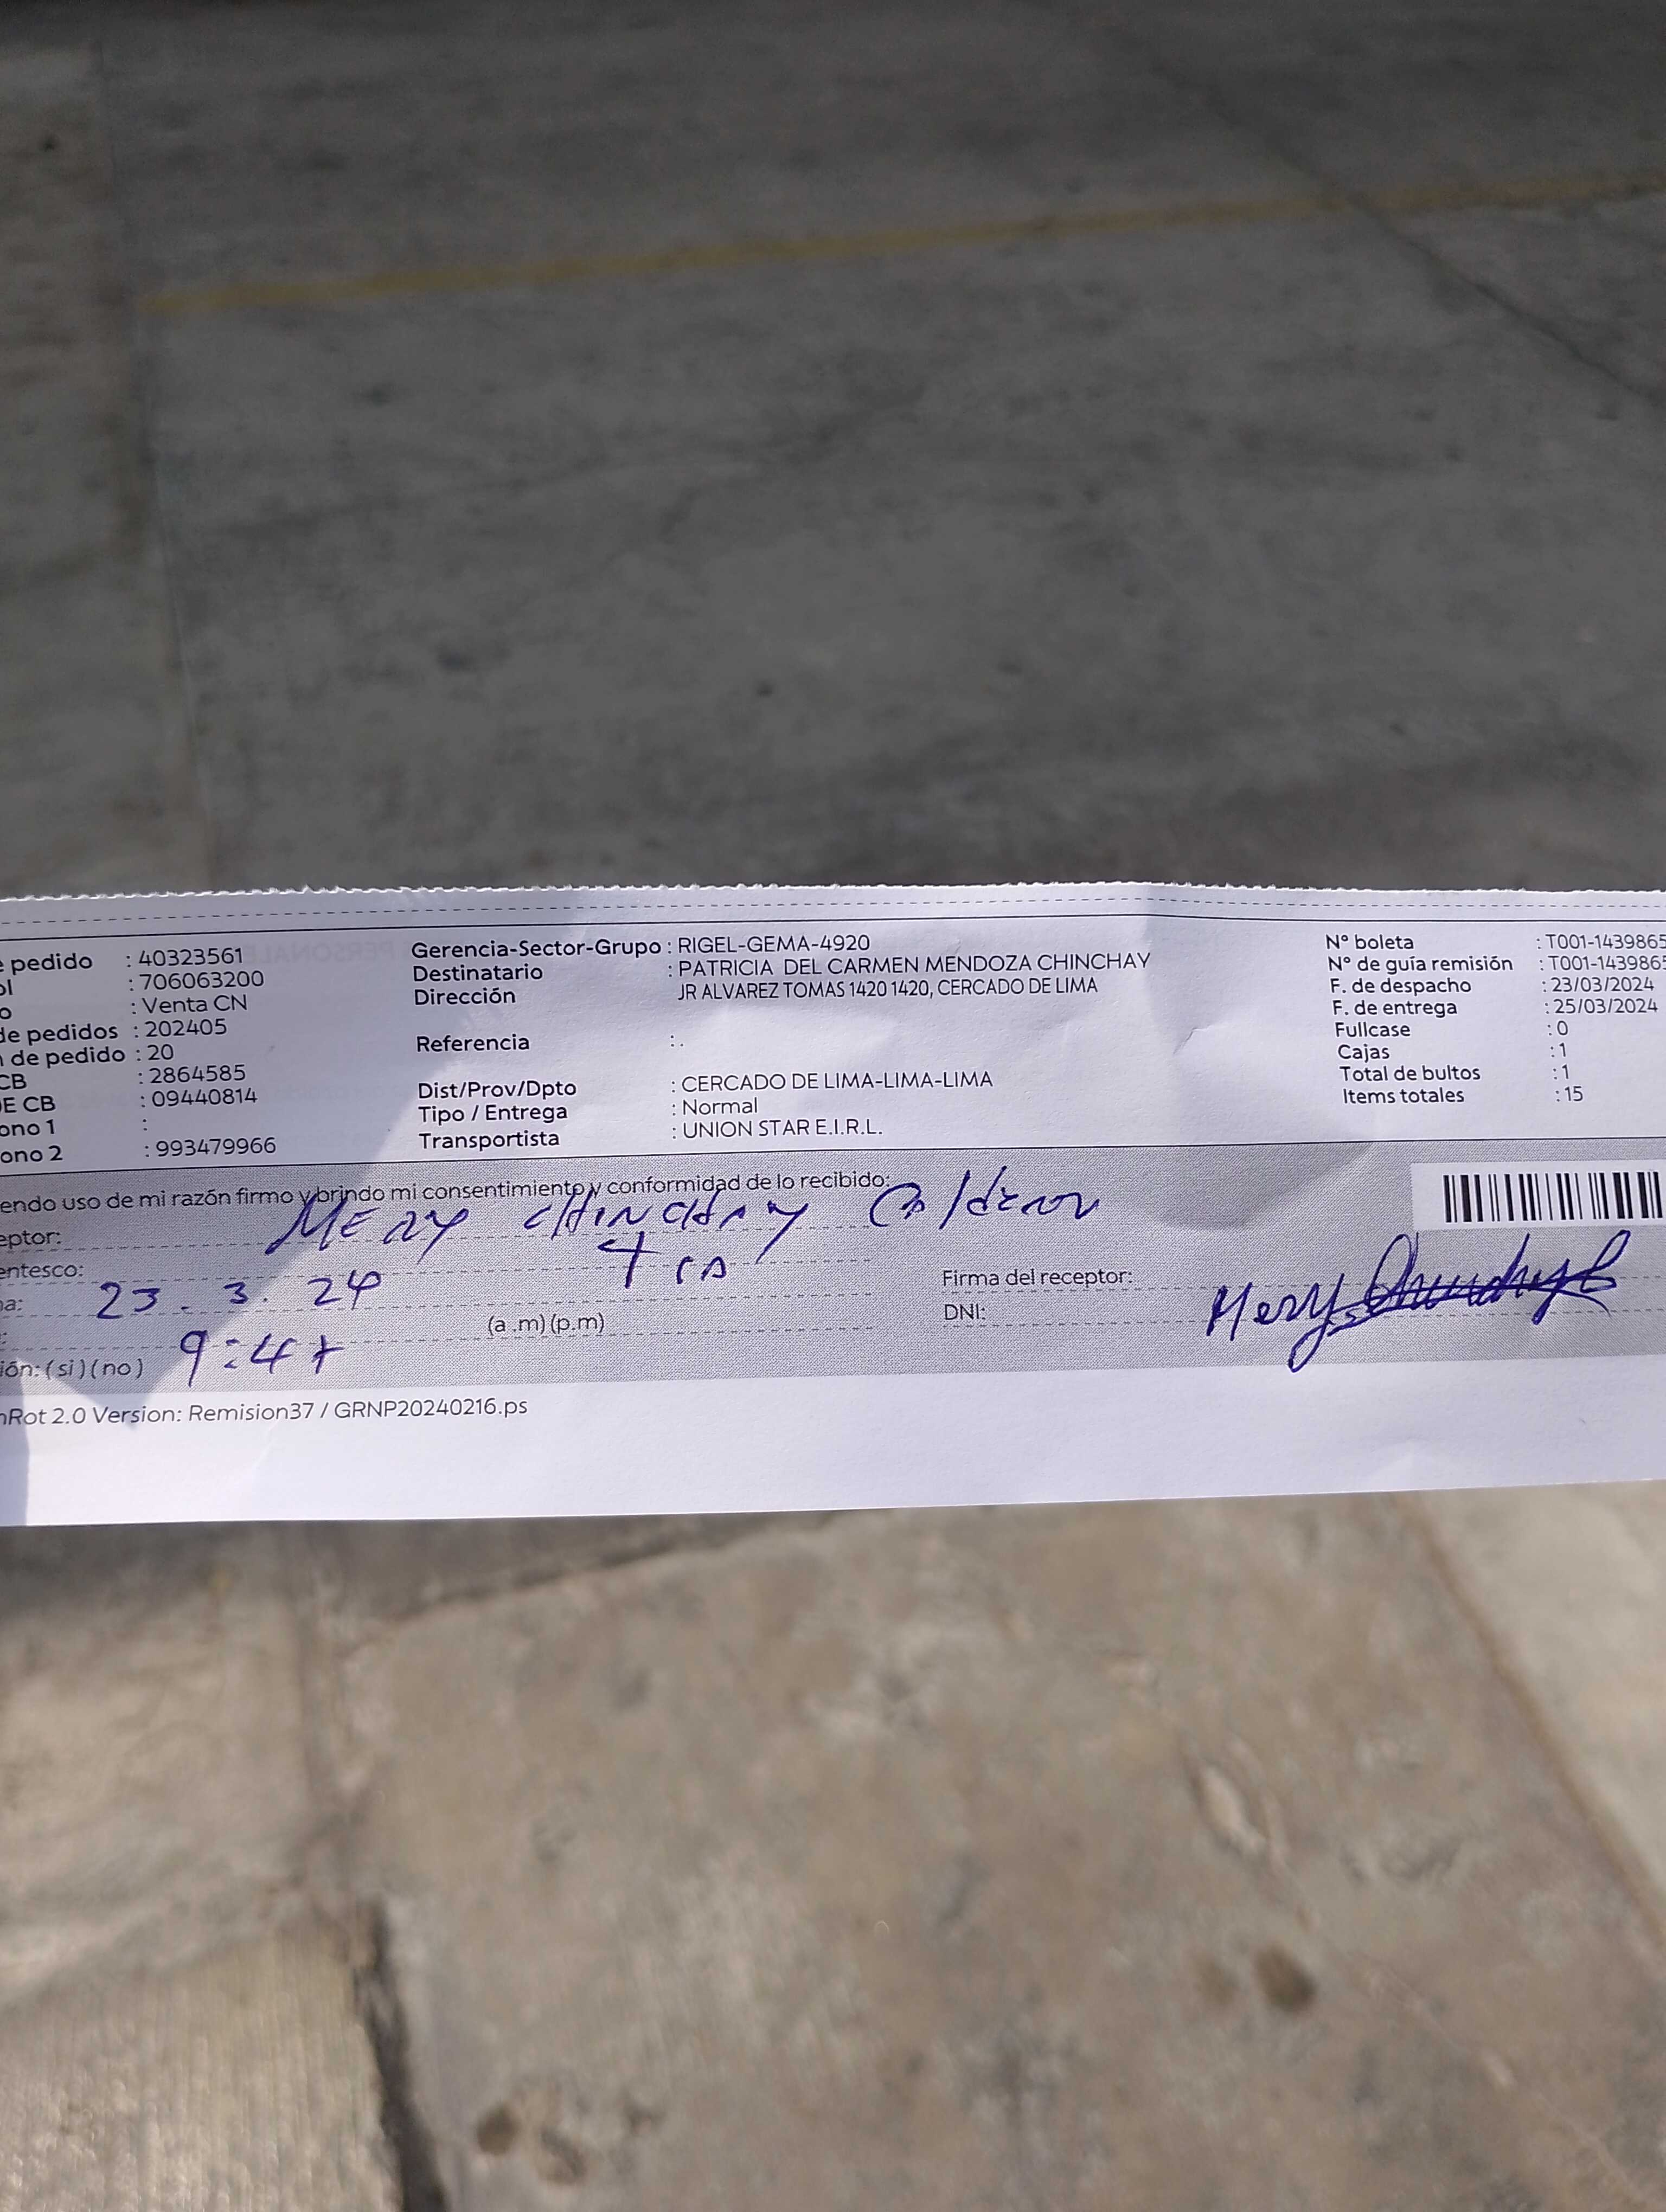 e pedido : 40323561
ol : 706063200
o : Venta CN
de pedidos : 202405
n de pedido : 20
CB : 2864585
E CB : 09440814
ono 1 :
ono 2 : 993479966
Gerencia-Sector-Grupo : RIGEL-GEMA-4920
Destinatario : PATRICIA DEL CARMEN MENDOZA CHINCHAY
Dirección JR ALVAREZ TOMAS 1420 1420, CERCADO DE LIMA
Referencia : .
Dist/Prov/Dpto : CERCADO DE LIMA-LIMA-LIMA
Tipo / Entrega : Normal
Transportista : UNION STAR E.I.R.L.
Nº boleta : T001-1439865
Nº de guía remisión : T001-1439865
F. de despacho : 23/03/2024
F. de entrega : 25/03/2024
Fullcase : 0
Cajas : 1
Total de bultos : 1
Items totales : 15
endo uso de mi razón firmo y brindo mi consentimiento y conformidad de lo recibido:
eptor: MERY CHINCHAY Calderon
entesco:
a: 23.3.24
: 9:47 (a .m) (p.m)
ión: (si) (no)
Firma del receptor: Mery
DNI:
nRot 2.0 Version: Remision37 / GRNP20240216.ps